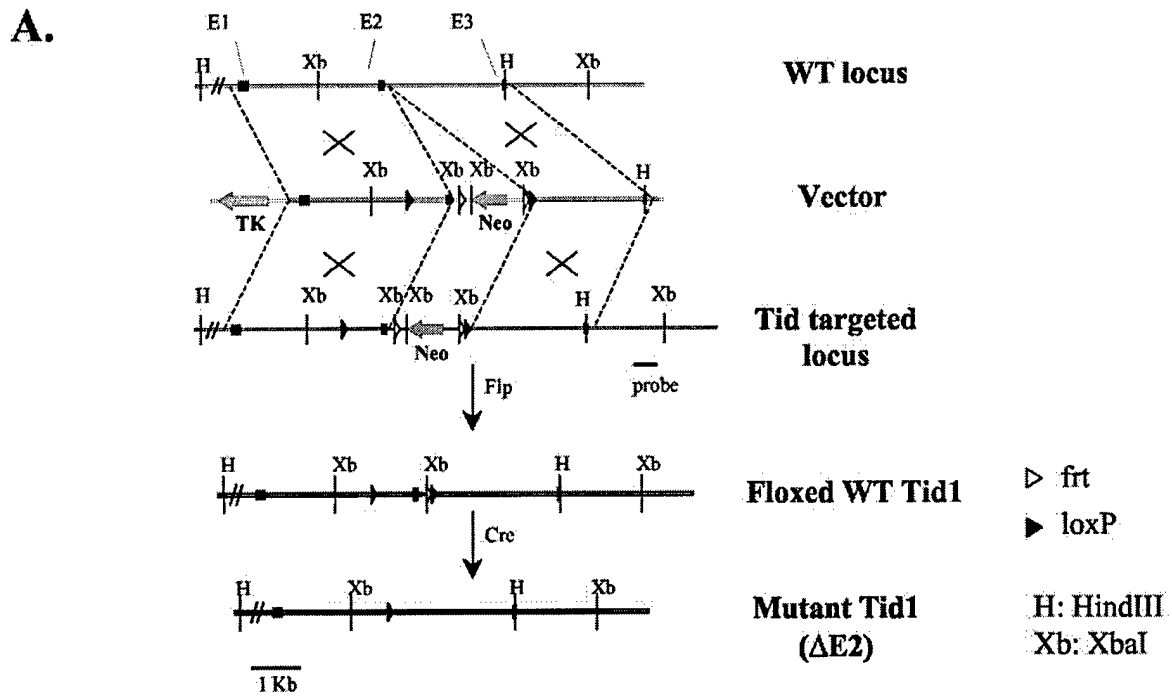 A.
E1 E2 E3
H Xb H Xb WT locus
Xb Xb Xb Xb H
TK Neo Vector
H Xb Xb Xb Xb H Xb
Neo Tid targeted
locus
probe
Flp
H Xb Xb H Xb
Floxed WT Tid1
frt
loxP
Cre
H Xb H Xb
Mutant Tid1
(ΔE2)
H: HindIII
Xb: XbaI
1 Kb